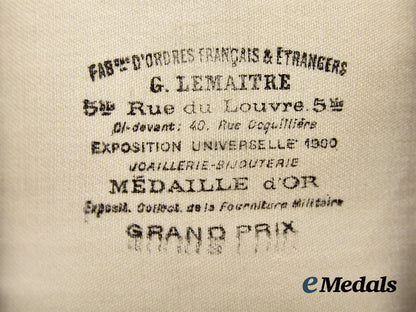 FABQUE D'ORDRES FRANÇAIS & ETRANGERS
G. LEMAITRE
5bis Rue du Louvre. 5bis
Ci-devant: 40. Rue Coquillière
EXPOSITION UNIVERSELLE 1900
JOAILLERIE-BIJOUTERIE
MÉDAILLE d'OR
Exposit. Collect. de la Fourniture Militaire
GRAND PRIX
eMedals